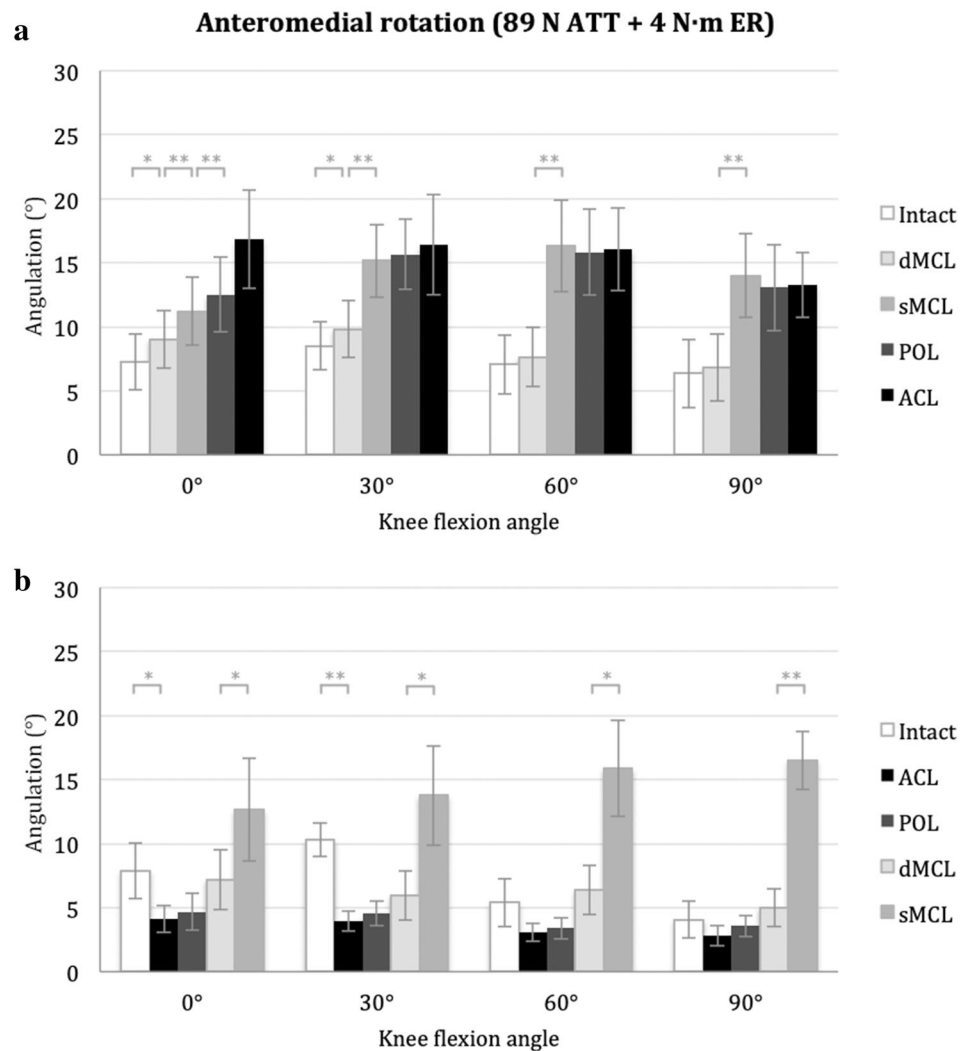 Anteromedial rotation (89 N ATT + 4 N·m ER)
a
30
25
20
15
10
5
0
Angulation (°)
* ** ** * ** ** **
0° 30° 60° 90°
Knee flexion angle
Intact
dMCL
sMCL
POL
ACL
b
30
25
20
15
10
5
0
Angulation (°)
* * ** * * **
0° 30° 60° 90°
Knee flexion angle
Intact
ACL
POL
dMCL
sMCL